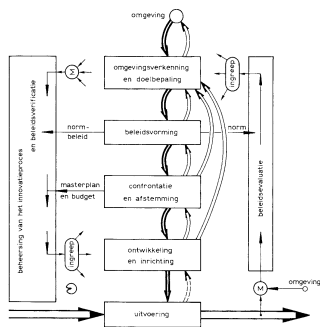 omgeving
omgevingsverkenning
en doelbepaling
ingreep
M
norm-
beleid
beleidsvorming
norm
masterplan
en budget
confrontatie
en afstemming
ingreep
ontwikkeling
en inrichting
uitvoering
beheersing van het innovatieproces
en beleidsverificatie
beleidsevaluatie
M
omgeving